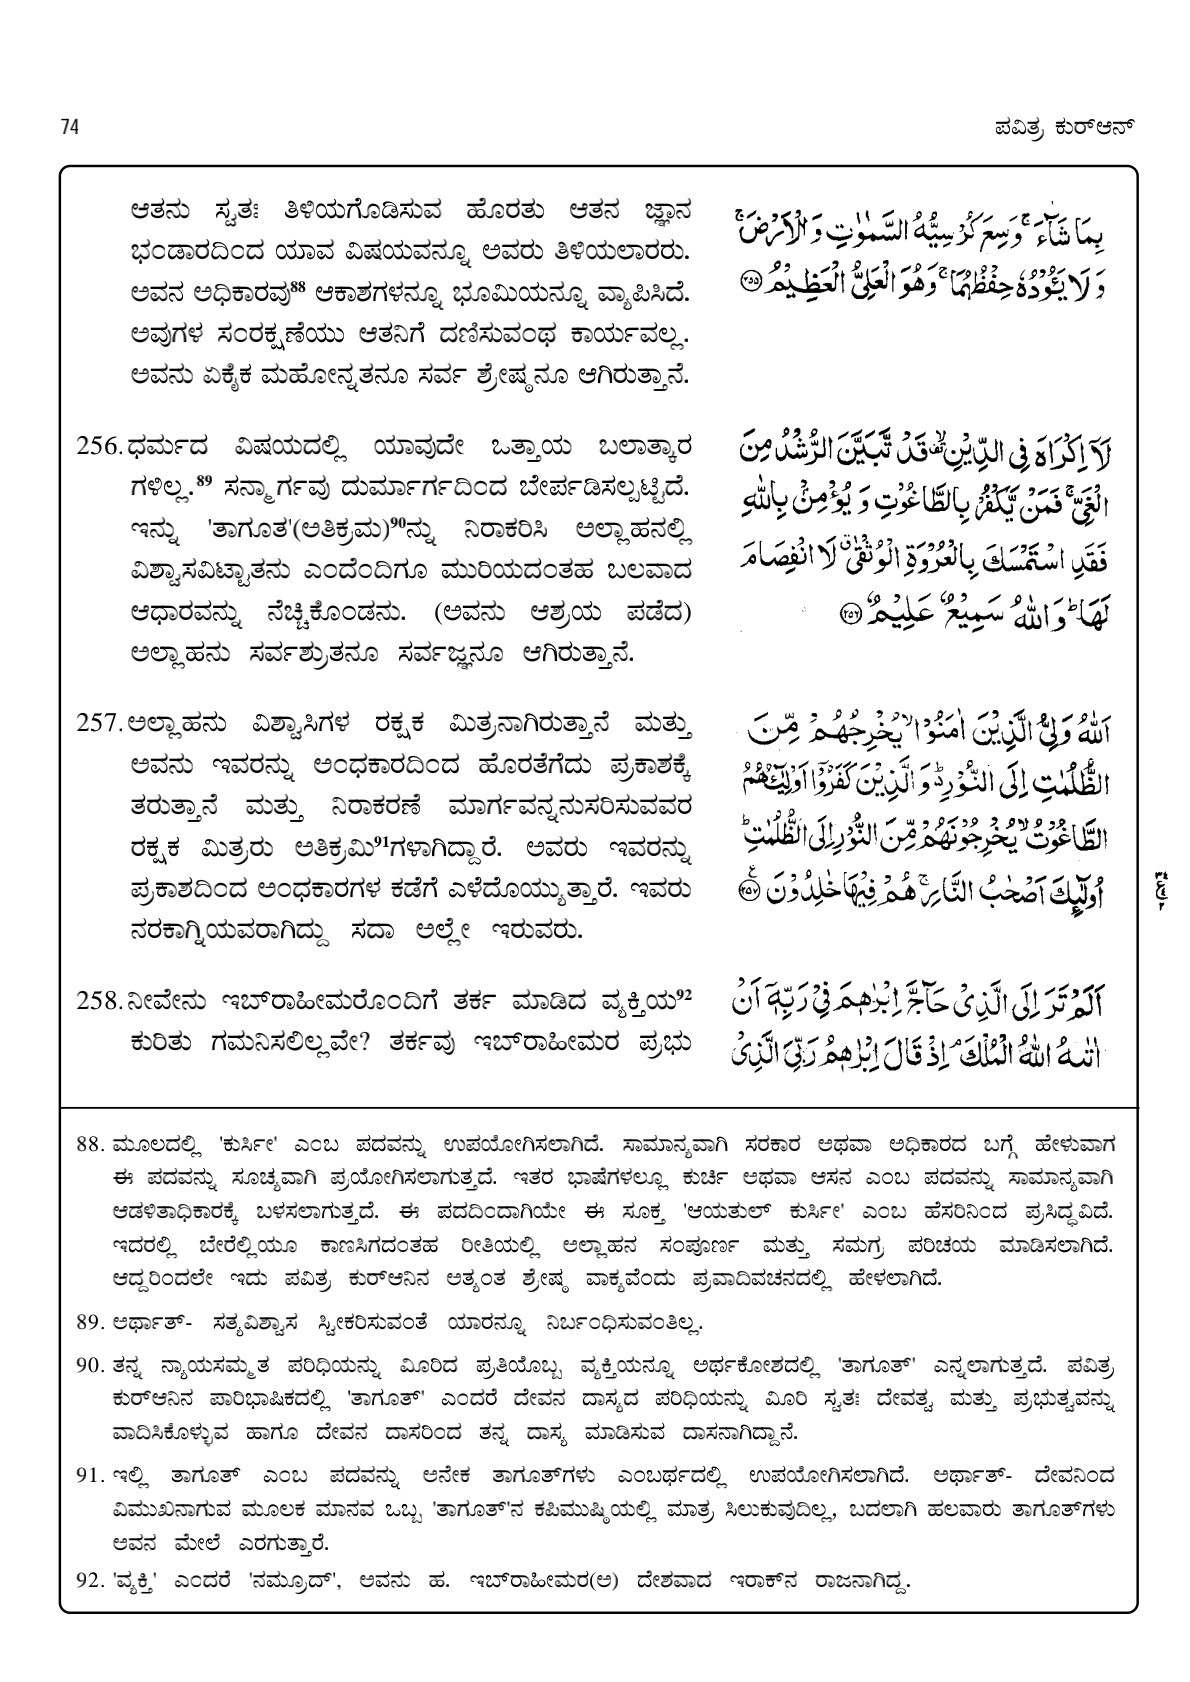 74
ಪವಿತ್ರ ಕುರ್‌ಆನ್
ಆತನು ಸ್ವತಃ ತಿಳಿಯಗೊಡಿಸುವ ಹೊರತು ಆತನ ಜ್ಞಾನ
ಭಂಡಾರದಿಂದ ಯಾವ ವಿಷಯವನ್ನೂ ಅವರು ತಿಳಿಯಲಾರರು.
ಅವನ ಅಧಿಕಾರವು88 ಆಕಾಶಗಳನ್ನೂ ಭೂಮಿಯನ್ನೂ ವ್ಯಾಪಿಸಿದೆ.
ಅವುಗಳ ಸಂರಕ್ಷಣೆಯು ಆತನಿಗೆ ದಣಿಸುವಂಥ ಕಾರ್ಯವಲ್ಲ.
ಅವನು ಏಕೈಕ ಮಹೋನ್ನತನೂ ಸರ್ವ ಶ್ರೇಷ್ಠನೂ ಆಗಿರುತ್ತಾನೆ.
بِمَا شَآءَ ۚ وَسِعَ كُرْسِيُّهُ السَّمٰوٰتِ وَالْاَرْضَ ۚ
وَلَا يَـُٔوْدُهٗ حِفْظُهُمَا ۚ وَهُوَ الْعَلِىُّ الْعَظِيْمُ ﴿٢٥٥﴾
256. ಧರ್ಮದ ವಿಷಯದಲ್ಲಿ ಯಾವುದೇ ಒತ್ತಾಯ ಬಲಾತ್ಕಾರ
ಗಳಿಲ್ಲ.89 ಸನ್ಮಾರ್ಗವು ದುರ್ಮಾರ್ಗದಿಂದ ಬೇರ್ಪಡಿಸಲ್ಪಟ್ಟಿದೆ.
ಇನ್ನು 'ತಾಗೂತ'(ಅತಿಕ್ರಮ)90ನ್ನು ನಿರಾಕರಿಸಿ ಅಲ್ಲಾಹನಲ್ಲಿ
ವಿಶ್ವಾಸವಿಟ್ಟಾತನು ಎಂದೆಂದಿಗೂ ಮುರಿಯದಂತಹ ಬಲವಾದ
ಆಧಾರವನ್ನು ನೆಚ್ಚಿಕೊಂಡನು. (ಅವನು ಆಶ್ರಯ ಪಡೆದ)
ಅಲ್ಲಾಹನು ಸರ್ವಶ್ರುತನೂ ಸರ್ವಜ್ಞನೂ ಆಗಿರುತ್ತಾನೆ.
لَآ اِكْرَاهَ فِى الدِّيْنِ ۙ قَدْ تَّبَيَّنَ الرُّشْدُ مِنَ
الْغَىِّ ۚ فَمَنْ يَّكْفُرْ بِالطَّاغُوْتِ وَيُؤْمِنْۢ بِاللّٰهِ
فَقَدِ اسْتَمْسَكَ بِالْعُرْوَةِ الْوُثْقٰى ۗ لَا انْفِصَامَ
لَهَا ؕ وَاللّٰهُ سَمِيْعٌ عَلِيْمٌ ﴿٢٥٦﴾
257. ಅಲ್ಲಾಹನು ವಿಶ್ವಾಸಿಗಳ ರಕ್ಷಕ ಮಿತ್ರನಾಗಿರುತ್ತಾನೆ ಮತ್ತು
ಅವನು ಇವರನ್ನು ಅಂಧಕಾರದಿಂದ ಹೊರತೆಗೆದು ಪ್ರಕಾಶಕ್ಕೆ
ತರುತ್ತಾನೆ ಮತ್ತು ನಿರಾಕರಣೆ ಮಾರ್ಗವನ್ನನುಸರಿಸುವವರ
ರಕ್ಷಕ ಮಿತ್ರರು ಅತಿಕ್ರಮಿ91ಗಳಾಗಿದ್ದಾರೆ. ಅವರು ಇವರನ್ನು
ಪ್ರಕಾಶದಿಂದ ಅಂಧಕಾರಗಳ ಕಡೆಗೆ ಎಳೆದೊಯ್ಯುತ್ತಾರೆ. ಇವರು
ನರಕಾಗ್ನಿಯವರಾಗಿದ್ದು ಸದಾ ಅಲ್ಲೇ ಇರುವರು.
اَللّٰهُ وَلِىُّ الَّذِيْنَ اٰمَنُوْا ۙ يُخْرِجُهُمْ مِّنَ
الظُّلُمٰتِ اِلَى النُّوْرِ ؕ وَالَّذِيْنَ كَفَرُوْٓا اَوْلِيٰٓـُٔهُمُ
الطَّاغُوْتُ ۙ يُخْرِجُوْنَهُمْ مِّنَ النُّوْرِ اِلَى الظُّلُمٰتِ ؕ
اُولٰٓئِكَ اَصْحٰبُ النَّارِ ۚ هُمْ فِيْهَا خٰلِدُوْنَ ﴿٢٥٧﴾
258. ನೀವೇನು ಇಬ್‌ರಾಹೀಮರೊಂದಿಗೆ ತರ್ಕ ಮಾಡಿದ ವ್ಯಕ್ತಿಯ92
ಕುರಿತು ಗಮನಿಸಲಿಲ್ಲವೇ? ತರ್ಕವು ಇಬ್‌ರಾಹೀಮರ ಪ್ರಭು
اَلَمْ تَرَ اِلَى الَّذِىْ حَآجَّ اِبْرٰهٖمَ فِىْ رَبِّهٖٓ اَنْ
اٰتٰىهُ اللّٰهُ الْمُلْكَ ۘ اِذْ قَالَ اِبْرٰهٖمُ رَبِّىَ الَّذِىْ
88. ಮೂಲದಲ್ಲಿ 'ಕುರ್ಸೀ' ಎಂಬ ಪದವನ್ನು ಉಪಯೋಗಿಸಲಾಗಿದೆ. ಸಾಮಾನ್ಯವಾಗಿ ಸರಕಾರ ಅಥವಾ ಅಧಿಕಾರದ ಬಗ್ಗೆ ಹೇಳುವಾಗ
ಈ ಪದವನ್ನು ಸೂಚ್ಯವಾಗಿ ಪ್ರಯೋಗಿಸಲಾಗುತ್ತದೆ. ಇತರ ಭಾಷೆಗಳಲ್ಲೂ ಕುರ್ಚಿ ಅಥವಾ ಆಸನ ಎಂಬ ಪದವನ್ನು ಸಾಮಾನ್ಯವಾಗಿ
ಆಡಳಿತಾಧಿಕಾರಕ್ಕೆ ಬಳಸಲಾಗುತ್ತದೆ. ಈ ಪದದಿಂದಾಗಿಯೇ ಈ ಸೂಕ್ತ 'ಆಯತುಲ್ ಕುರ್ಸೀ' ಎಂಬ ಹೆಸರಿನಿಂದ ಪ್ರಸಿದ್ಧವಿದೆ.
ಇದರಲ್ಲಿ ಬೇರೆಲ್ಲಿಯೂ ಕಾಣಸಿಗದಂತಹ ರೀತಿಯಲ್ಲಿ ಅಲ್ಲಾಹನ ಸಂಪೂರ್ಣ ಮತ್ತು ಸಮಗ್ರ ಪರಿಚಯ ಮಾಡಿಸಲಾಗಿದೆ.
ಆದ್ದರಿಂದಲೇ ಇದು ಪವಿತ್ರ ಕುರ್‌ಆನಿನ ಅತ್ಯಂತ ಶ್ರೇಷ್ಠ ವಾಕ್ಯವೆಂದು ಪ್ರವಾದಿವಚನದಲ್ಲಿ ಹೇಳಲಾಗಿದೆ.
89. ಅರ್ಥಾತ್- ಸತ್ಯವಿಶ್ವಾಸ ಸ್ವೀಕರಿಸುವಂತೆ ಯಾರನ್ನೂ ನಿರ್ಬಂಧಿಸುವಂತಿಲ್ಲ.
90. ತನ್ನ ನ್ಯಾಯಸಮ್ಮತ ಪರಿಧಿಯನ್ನು ಮೀರಿದ ಪ್ರತಿಯೊಬ್ಬ ವ್ಯಕ್ತಿಯನ್ನೂ ಅರ್ಥಕೋಶದಲ್ಲಿ 'ತಾಗೂತ್' ಎನ್ನಲಾಗುತ್ತದೆ. ಪವಿತ್ರ
ಕುರ್‌ಆನಿನ ಪಾರಿಭಾಷಿಕದಲ್ಲಿ 'ತಾಗೂತ್' ಎಂದರೆ ದೇವನ ದಾಸ್ಯದ ಪರಿಧಿಯನ್ನು ಮೀರಿ ಸ್ವತಃ ದೇವತ್ವ ಮತ್ತು ಪ್ರಭುತ್ವವನ್ನು
ವಾದಿಸಿಕೊಳ್ಳುವ ಹಾಗೂ ದೇವನ ದಾಸರಿಂದ ತನ್ನ ದಾಸ್ಯ ಮಾಡಿಸುವ ದಾಸನಾಗಿದ್ದಾನೆ.
91. ಇಲ್ಲಿ ತಾಗೂತ್ ಎಂಬ ಪದವನ್ನು ಅನೇಕ ತಾಗೂತ್‌ಗಳು ಎಂಬರ್ಥದಲ್ಲಿ ಉಪಯೋಗಿಸಲಾಗಿದೆ. ಅರ್ಥಾತ್- ದೇವನಿಂದ
ವಿಮುಖನಾಗುವ ಮೂಲಕ ಮಾನವ ಒಬ್ಬ 'ತಾಗೂತ್'ನ ಕಪಿಮುಷ್ಠಿಯಲ್ಲಿ ಮಾತ್ರ ಸಿಲುಕುವುದಿಲ್ಲ, ಬದಲಾಗಿ ಹಲವಾರು ತಾಗೂತ್‌ಗಳು
ಅವನ ಮೇಲೆ ಎರಗುತ್ತಾರೆ.
92. 'ವ್ಯಕ್ತಿ' ಎಂದರೆ 'ನಮ್ರೂದ್', ಅವನು ಹ. ಇಬ್‌ರಾಹೀಮರ(ಅ) ದೇಶವಾದ ಇರಾಕ್‌ನ ರಾಜನಾಗಿದ್ದ.